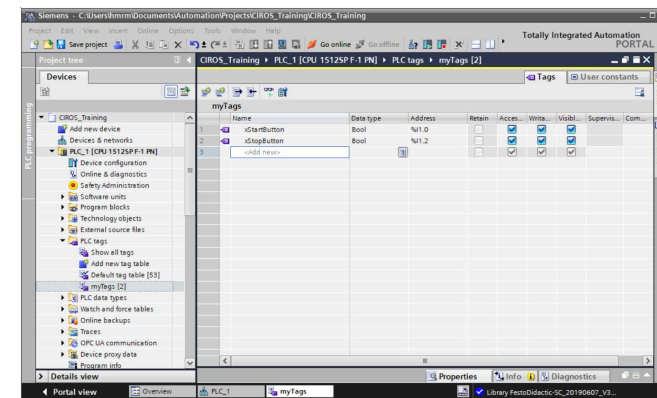 Siemens - C:\Users\hmrm\Documents\Automation\Projects\CIROS_Training\CIROS_Training
Project Edit View Insert Online Options Tools Window Help
Totally Integrated Automation
PORTAL
Save project Go online Go offline
Project tree
CIROS_Training PLC_1 [CPU 1512SP F-1 PN] PLC tags myTags [2]
Devices
Tags User constants
PLC programming
myTags
Name Data type Address Retain Acces... Writa... Visibl... Supervis... Com...
1 xStartButton Bool %I1.0
2 xStopButton Bool %I1.2
3 <Add new>
CIROS_Training
Add new device
Devices & networks
PLC_1 [CPU 1512SP F-1 PN]
Device configuration
Online & diagnostics
Safety Administration
Software units
Program blocks
Technology objects
External source files
PLC tags
Show all tags
Add new tag table
Default tag table [53]
myTags [2]
PLC data types
Watch and force tables
Online backups
Traces
OPC UA communication
Device proxy data
Program info
Details view
Properties Info Diagnostics
Portal view Overview PLC_1 myTags
Library FestoDidactic-SC_20190607_V3...